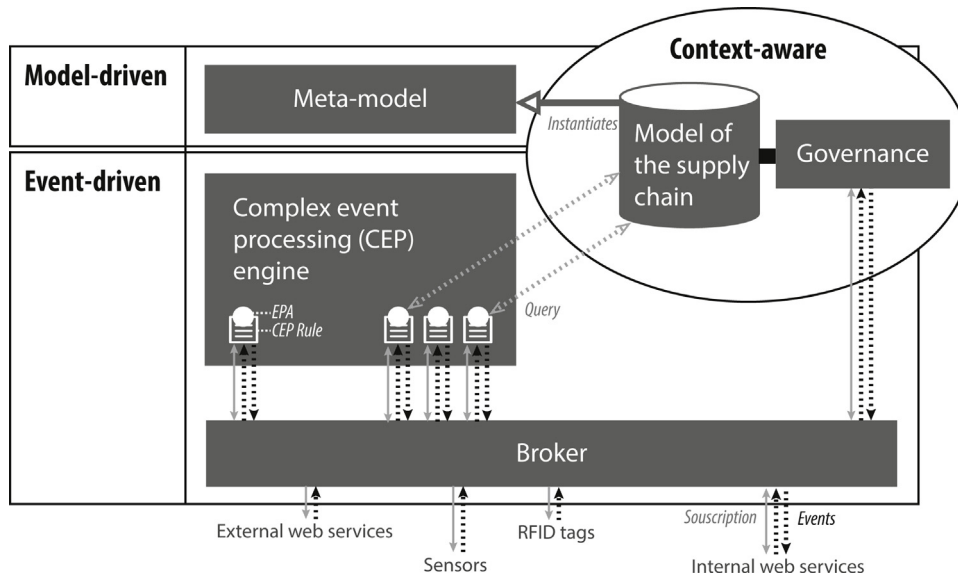 Context-aware
Model-driven
Meta-model
Instantiates
Model of
the supply
chain
Governance
Event-driven
Complex event
processing (CEP)
engine
EPA
CEP Rule
Query
Broker
External web services
Sensors
RFID tags
Souscription
Events
Internal web services